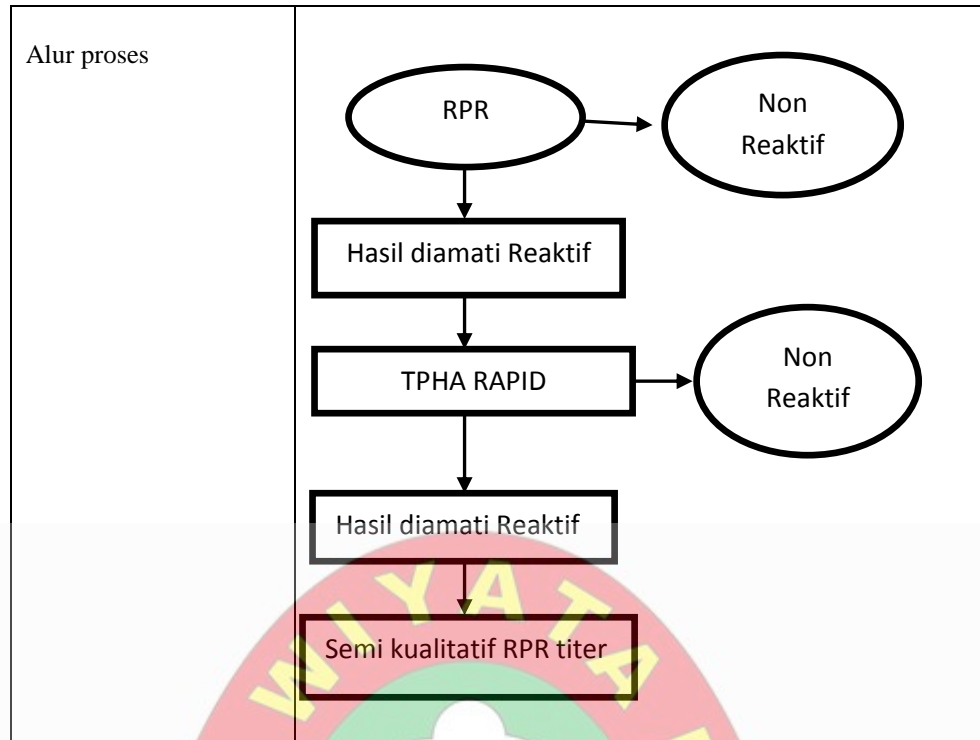 Alur proses
RPR
Non
Reaktif
Hasil diamati Reaktif
TPHA RAPID
Non
Reaktif
Hasil diamati Reaktif
Semi kualitatif RPR titer
WIYATA